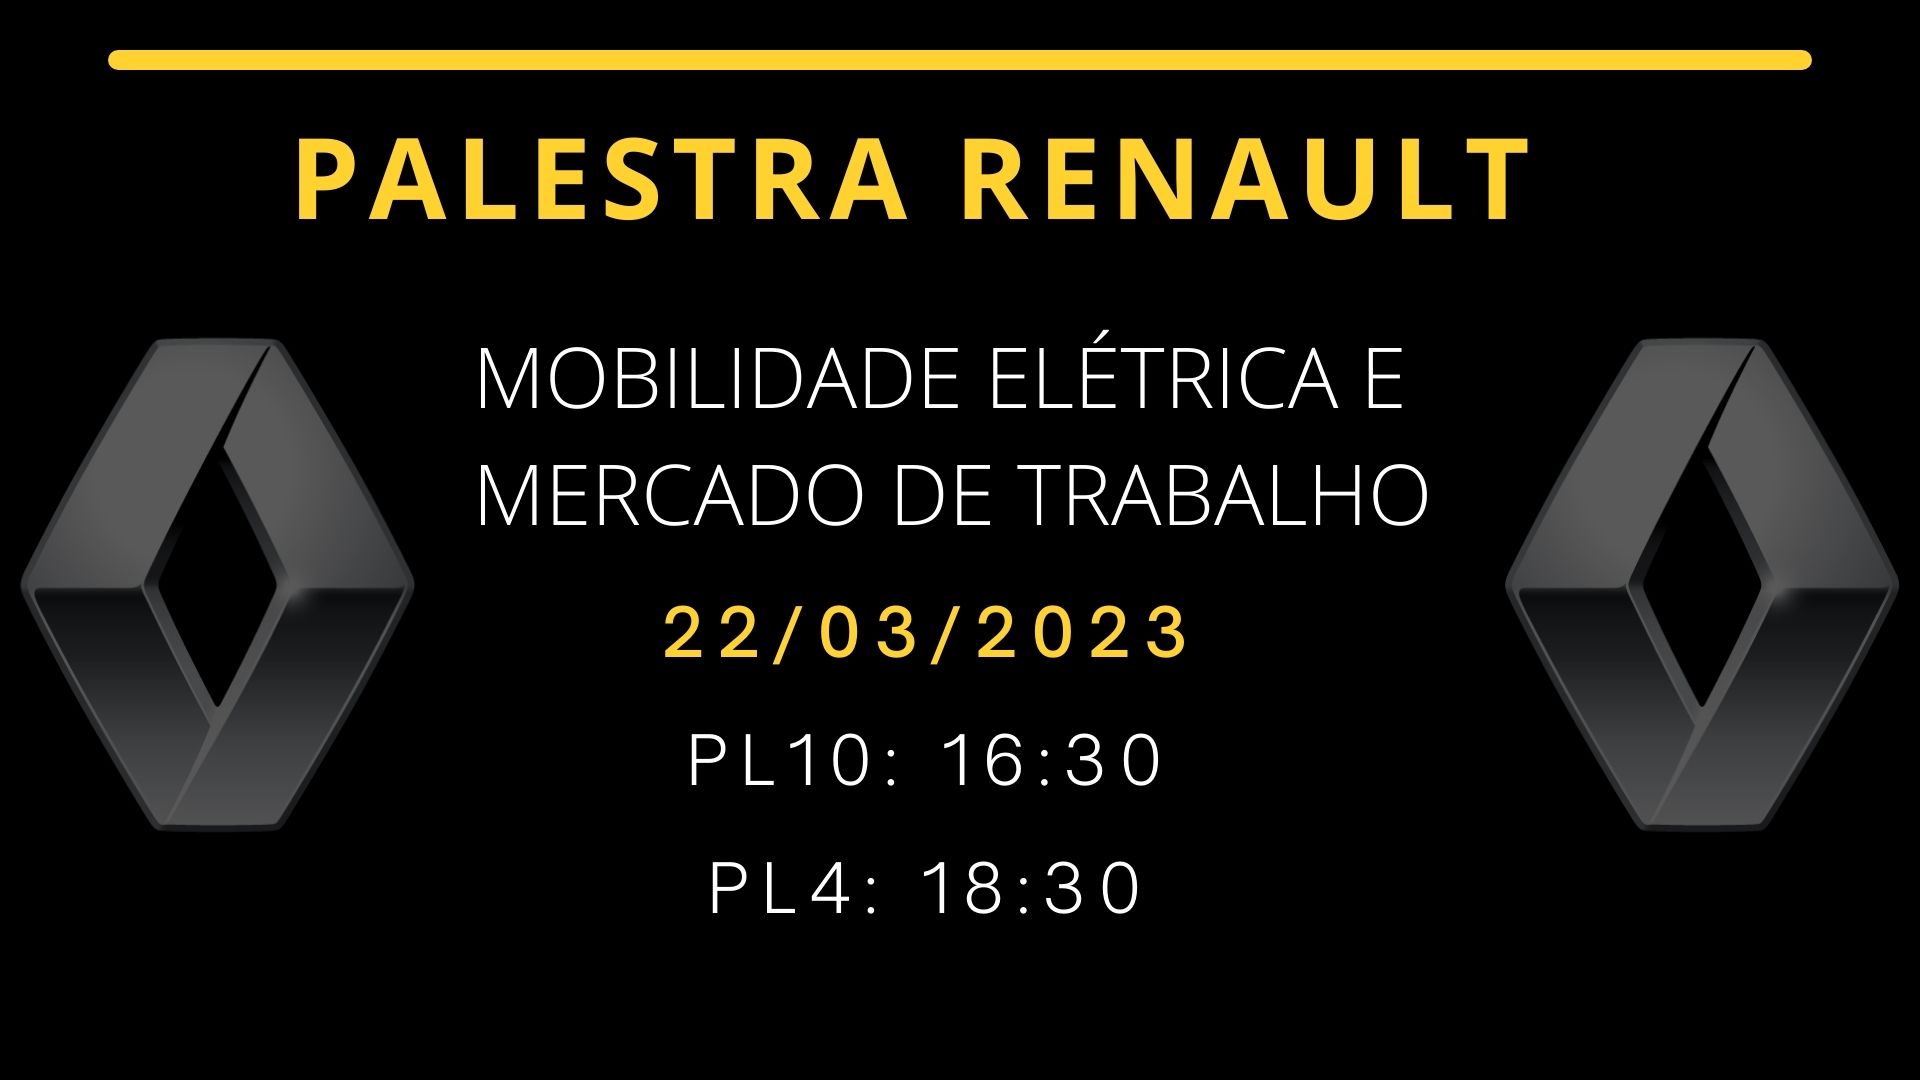 PALESTRA RENAULT
MOBILIDADE ELÉTRICA E
MERCADO DE TRABALHO
22/03/2023
PL10: 16:30
PL4: 18:30